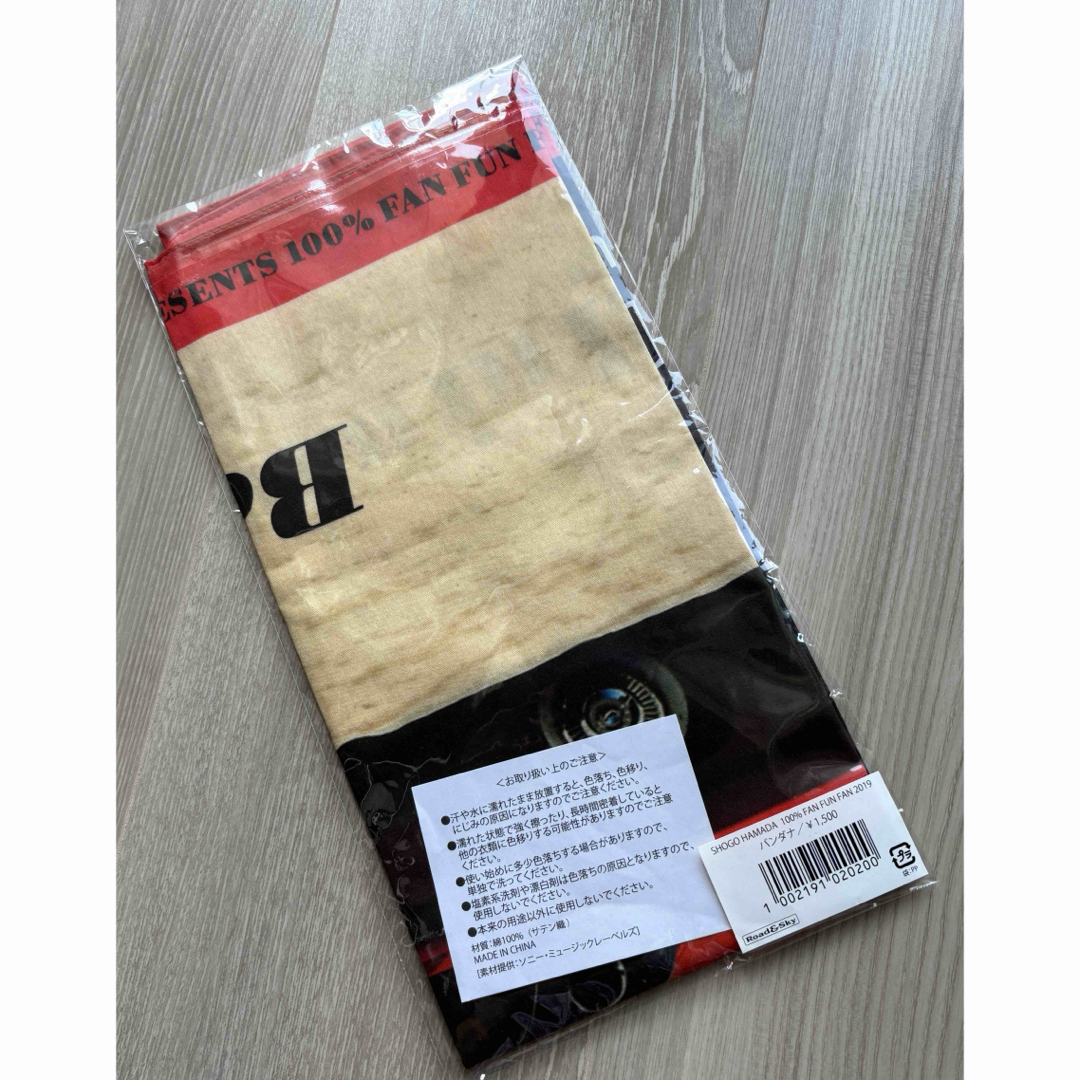 ESENTS 100% FAN FUN F
B
<お取り扱い上のご注意>
●汗や水に濡れたまま放置すると、色落ち、色移り、
にじみの原因になりますのでご注意ください。
●濡れた状態で強く擦ったり、長時間密着していると
他の衣類に色移りする可能性がありますのでご注意
ください。
●使い始めに多少色落ちする場合がありますので、
単独で洗ってください。
●塩素系洗剤や漂白剤は色落ちの原因となりますので、
使用しないでください。
●本来の用途以外に使用しないでください。
材質:綿100%（サテン織）
MADE IN CHINA
[素材提供:ソニー・ミュージックレーベルズ]
SHOGO HAMADA 100% FAN FUN FAN 2019
バンダナ/¥1,500
1 002191 020200
プラ
袋:PP
Road&Sky